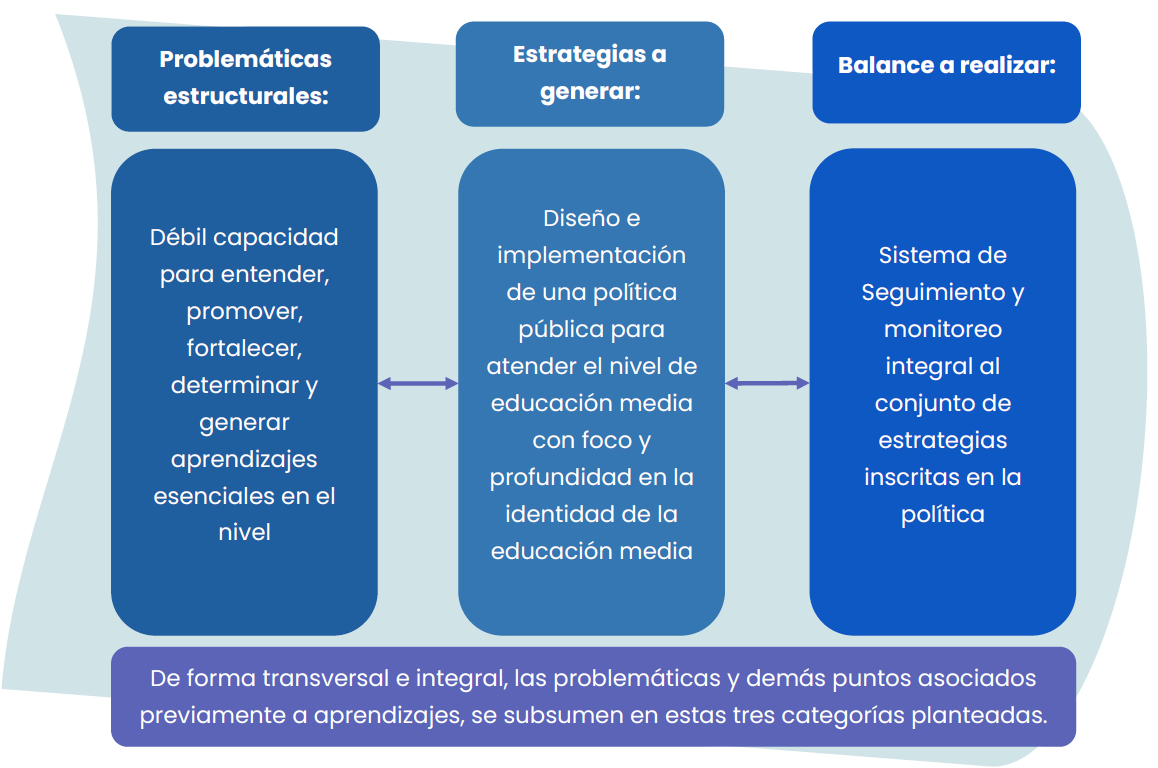 Problemáticas
estructurales:
Estrategias a
generar:
Balance a realizar:
Débil capacidad
para entender,
promover,
fortalecer,
determinar y
generar
aprendizajes
esenciales en el
nivel
Diseño e
implementación
de una política
pública para
atender el nivel de
educación media
con foco y
profundidad en la
identidad de la
educación media
Sistema de
Seguimiento y
monitoreo
integral al
conjunto de
estrategias
inscritas en la
política
De forma transversal e integral, las problemáticas y demás puntos asociados
previamente a aprendizajes, se subsumen en estas tres categorías planteadas.